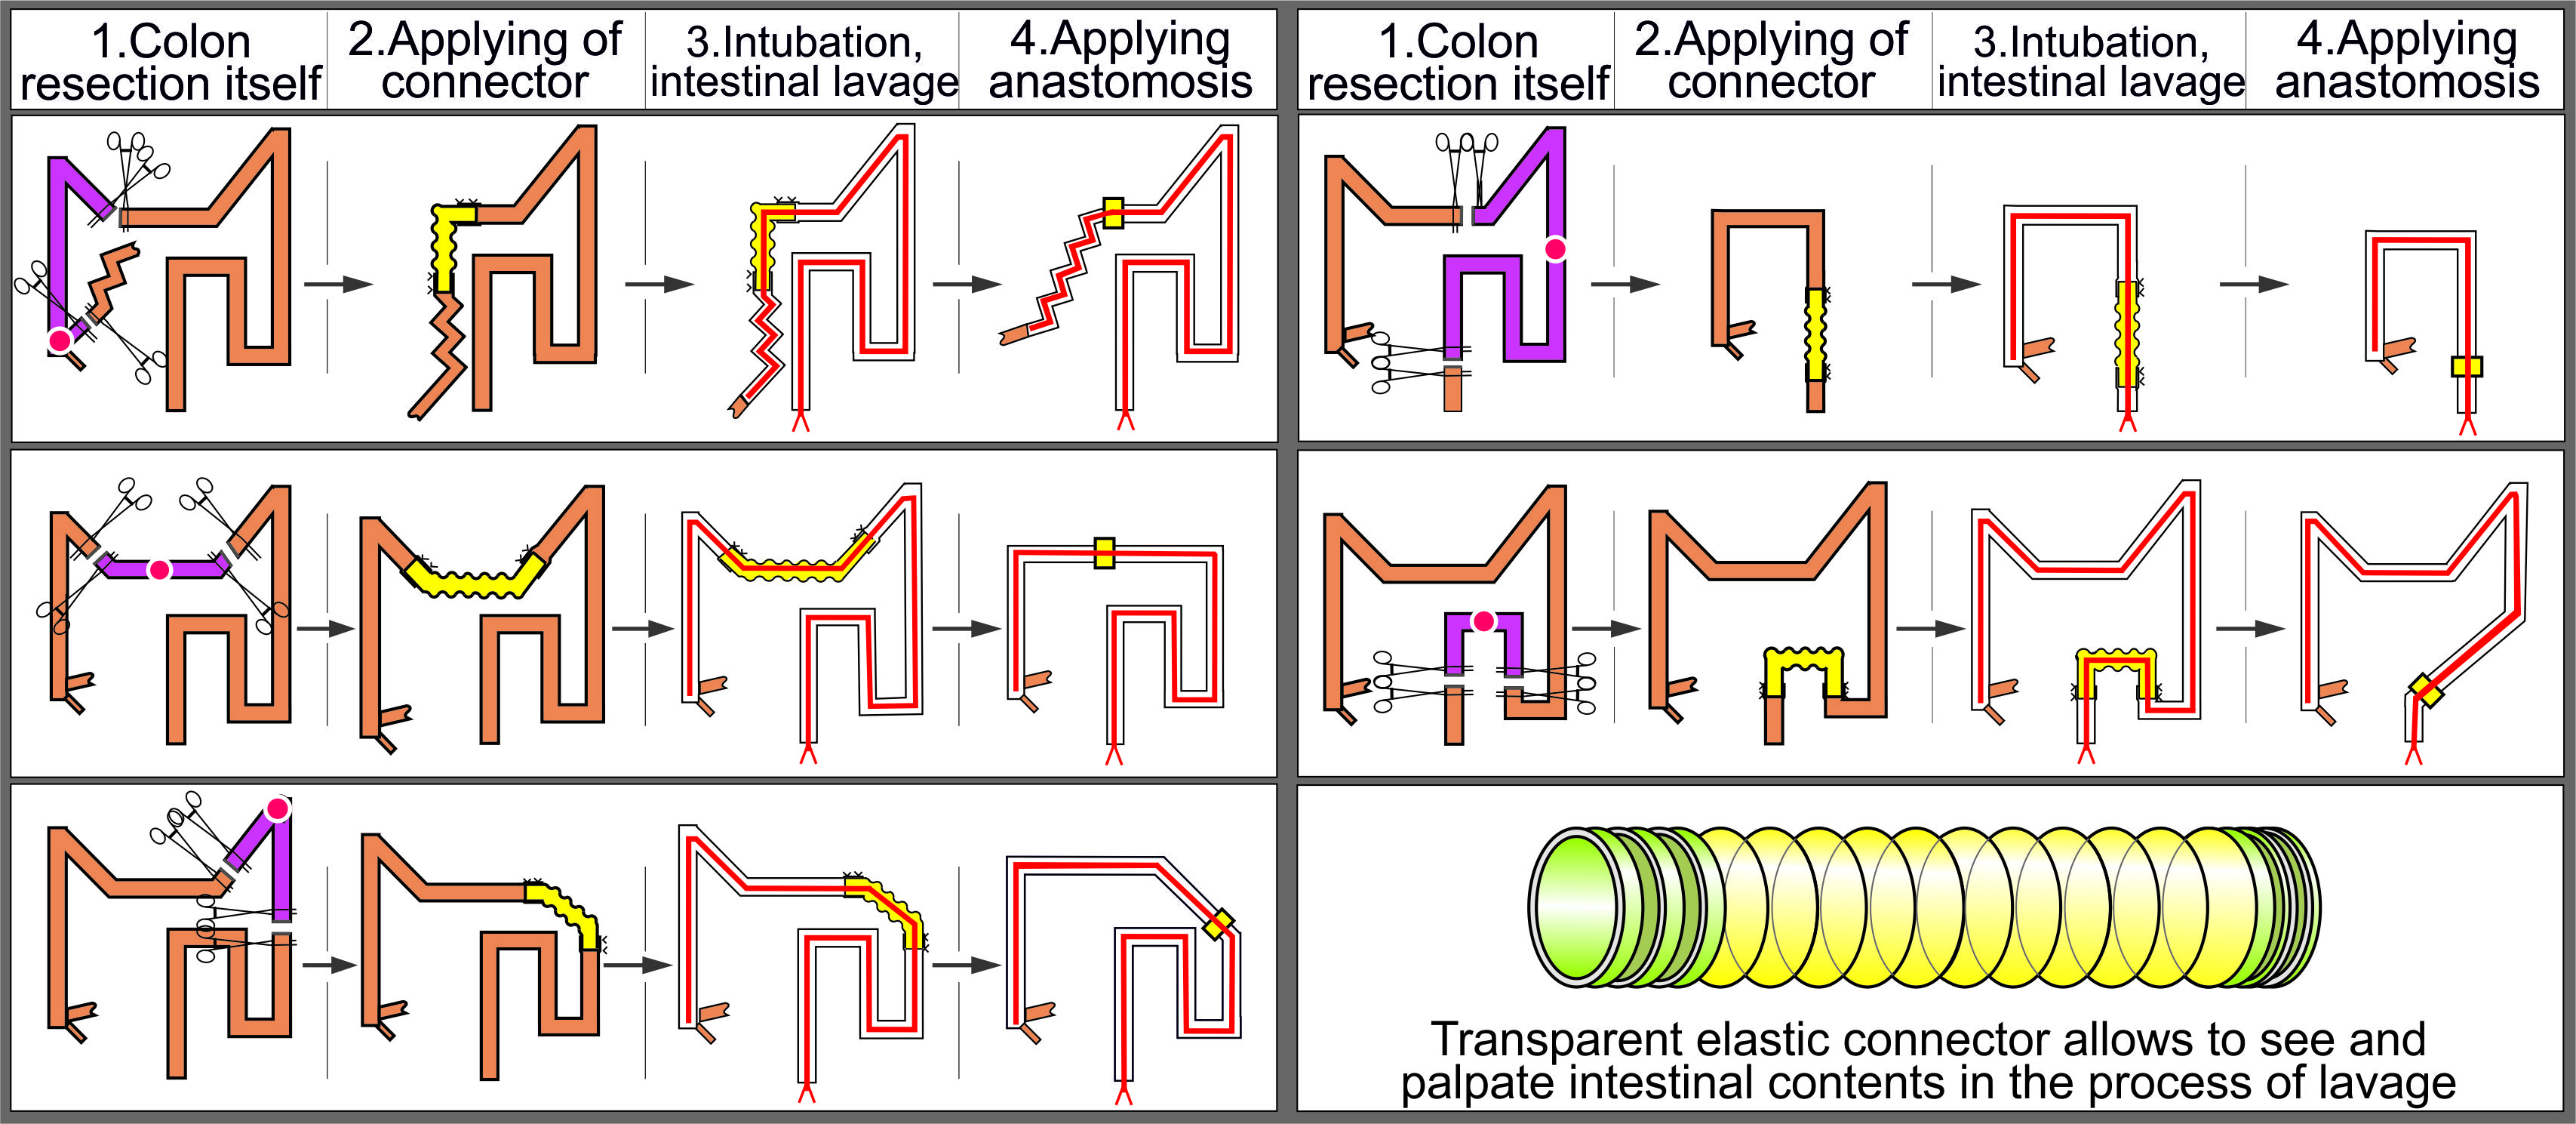 1.Colon
resection itself
2.Applying of
connector
3.Intubation,
intestinal lavage
4.Applying
anastomosis
1.Colon
resection itself
2.Applying of
connector
3.Intubation,
intestinal lavage
4.Applying
anastomosis
Transparent elastic connector allows to see and
palpate intestinal contents in the process of lavage